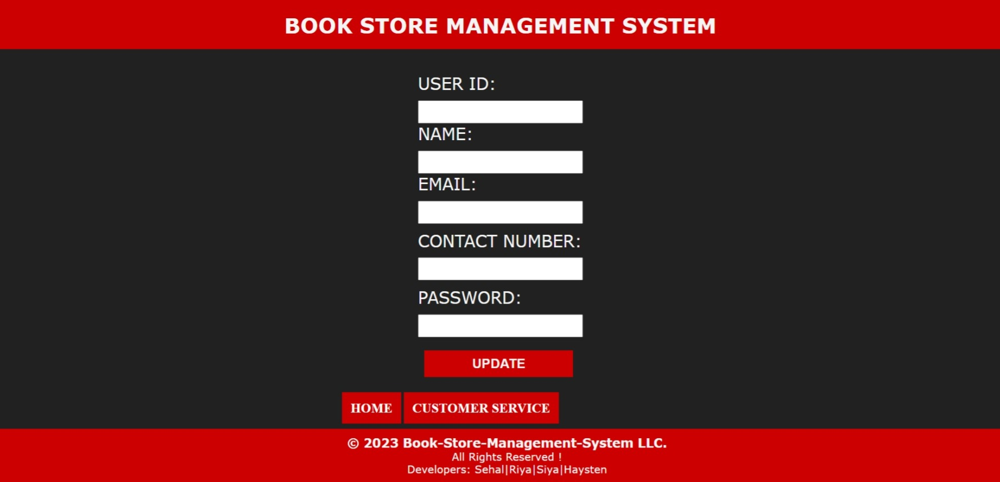 BOOK STORE MANAGEMENT SYSTEM
USER ID:
NAME:
EMAIL:
CONTACT NUMBER:
PASSWORD:
UPDATE
HOME CUSTOMER SERVICE
© 2023 Book-Store-Management-System LLC.
All Rights Reserved !
Developers: Sehal|Riya|Siya|Haysten